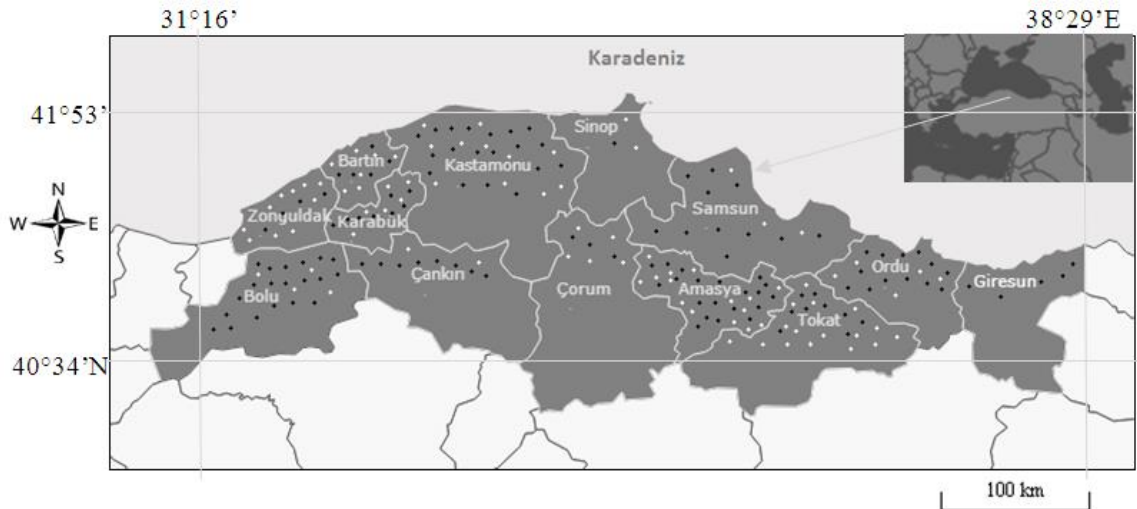 31°16’
38°29’E
Karadeniz
41°53’
Sinop
Bartın
Kastamonu
N
W E
S
Zonguldak
Karabük
Samsun
Çankırı
Ordu
Bolu
Çorum
Amasya
Giresun
Tokat
40°34’N
100 km